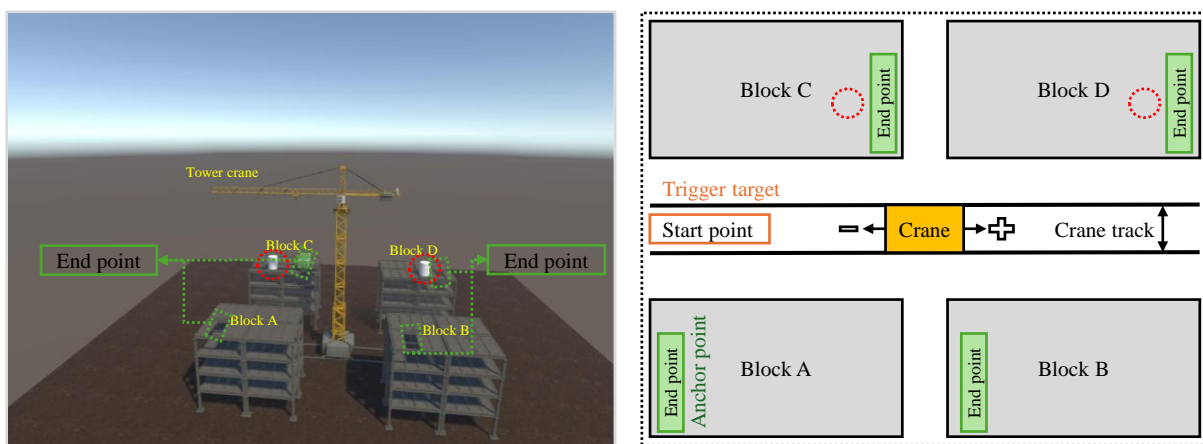 Tower crane
Block C
Block D
End point
End point
Block A
Block B
Block C
End point
Block D
End point
Trigger target
Start point
Crane
Crane track
End point
Anchor point
Block A
End point
Block B